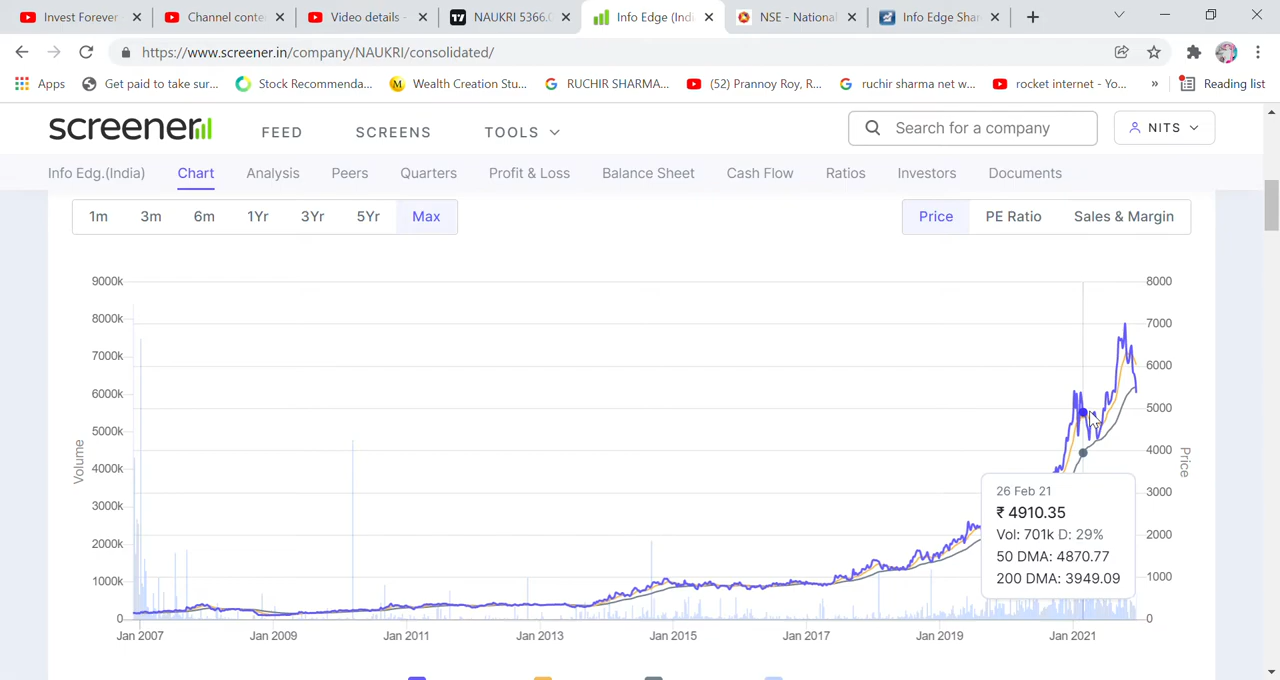 Invest Forever
Channel conte
Video details -
NAUKRI 5366.0
Info Edge (Indi
NSE - National
Info Edge Shar
https://www.screener.in/company/NAUKRI/consolidated/
Apps
Get paid to take sur...
Stock Recommenda...
Wealth Creation Stu...
RUCHIR SHARMA...
(52) Prannoy Roy, R...
ruchir sharma net w...
rocket internet - Yo...
»
Reading list
screener
FEED
SCREENS
TOOLS
Search for a company
NITS
Info Edg.(India)
Chart
Analysis
Peers
Quarters
Profit & Loss
Balance Sheet
Cash Flow
Ratios
Investors
Documents
1m
3m
6m
1Yr
3Yr
5Yr
Max
Price
PE Ratio
Sales & Margin
9000k
8000k
7000k
6000k
5000k
4000k
3000k
2000k
1000k
0
Volume
8000
7000
6000
5000
4000
3000
2000
1000
0
Price
26 Feb 21
₹ 4910.35
Vol: 701k D: 29%
50 DMA: 4870.77
200 DMA: 3949.09
Jan 2007
Jan 2009
Jan 2011
Jan 2013
Jan 2015
Jan 2017
Jan 2019
Jan 2021